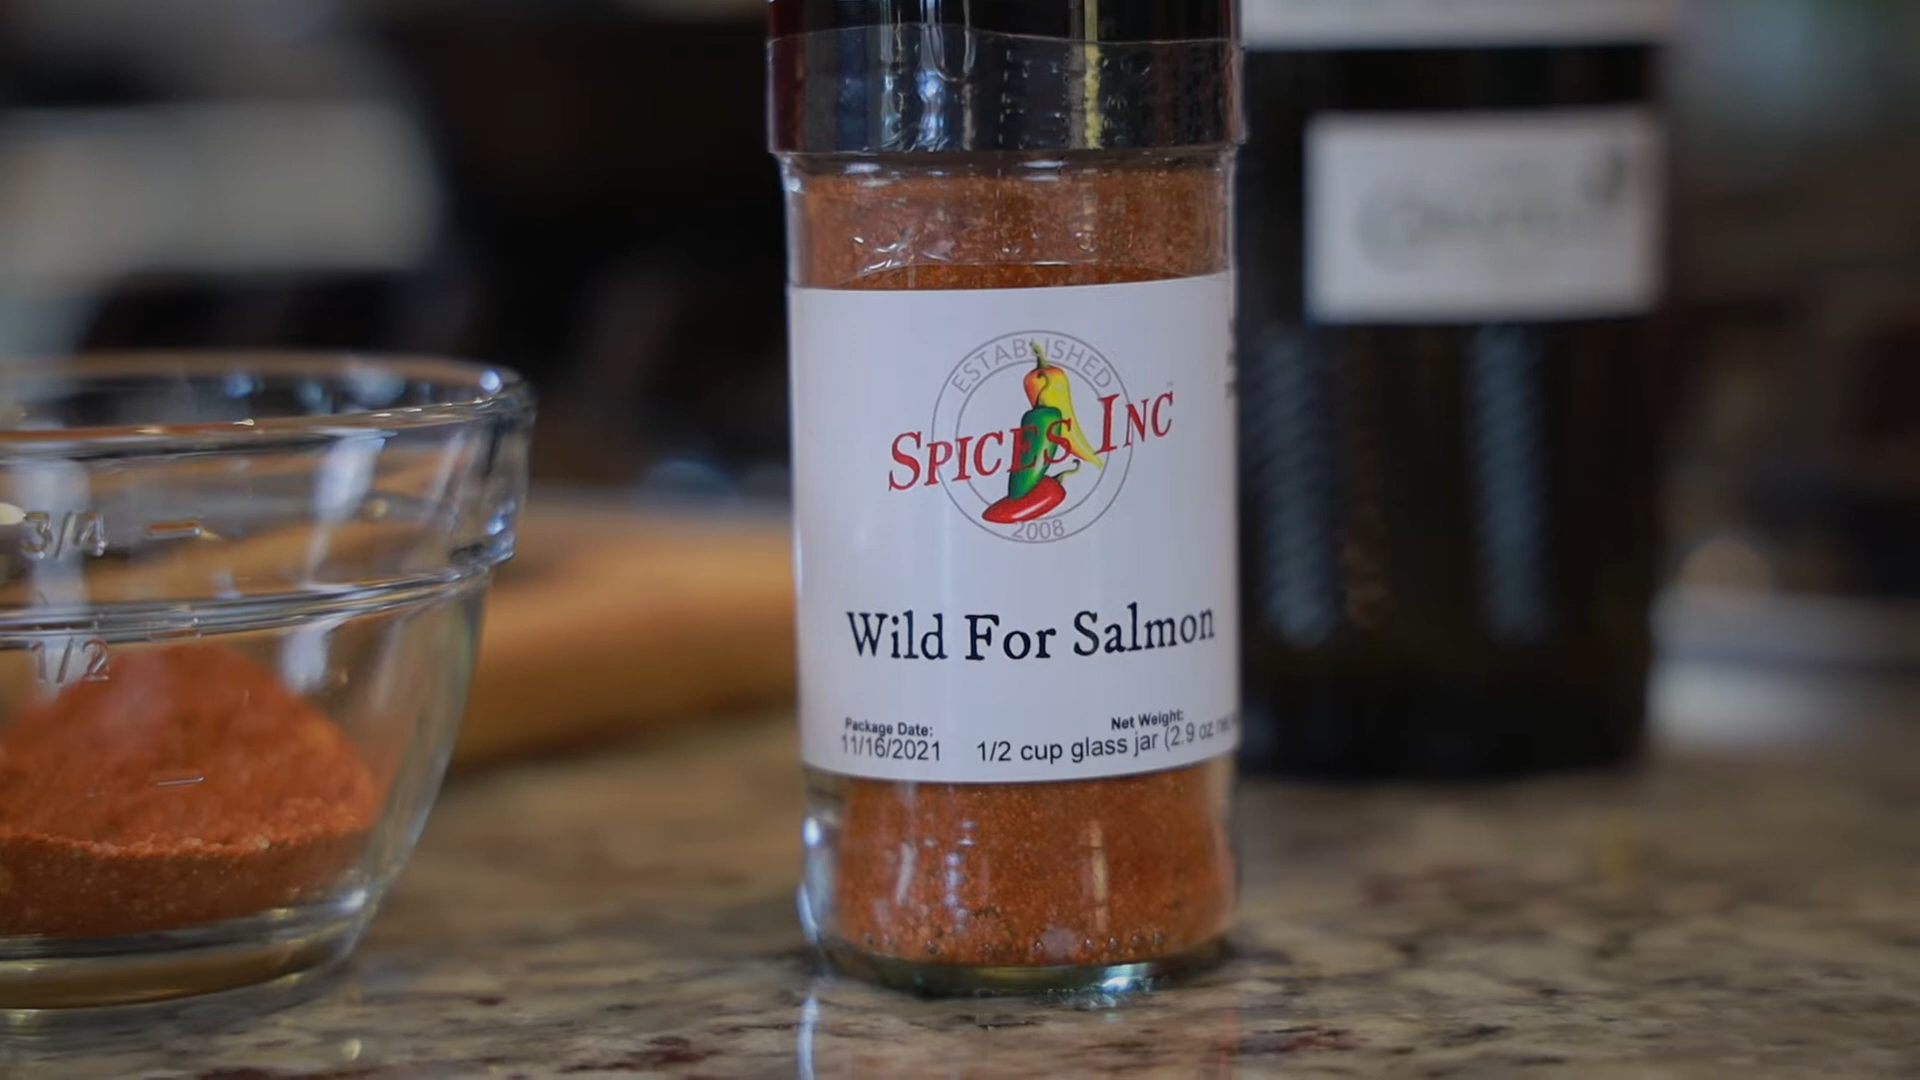 3/4
1/2
ESTABLISHED
SPICES INC
2008
Wild For Salmon
Package Date:
11/16/2021
Net Weight:
1/2 cup glass jar (2.9 oz